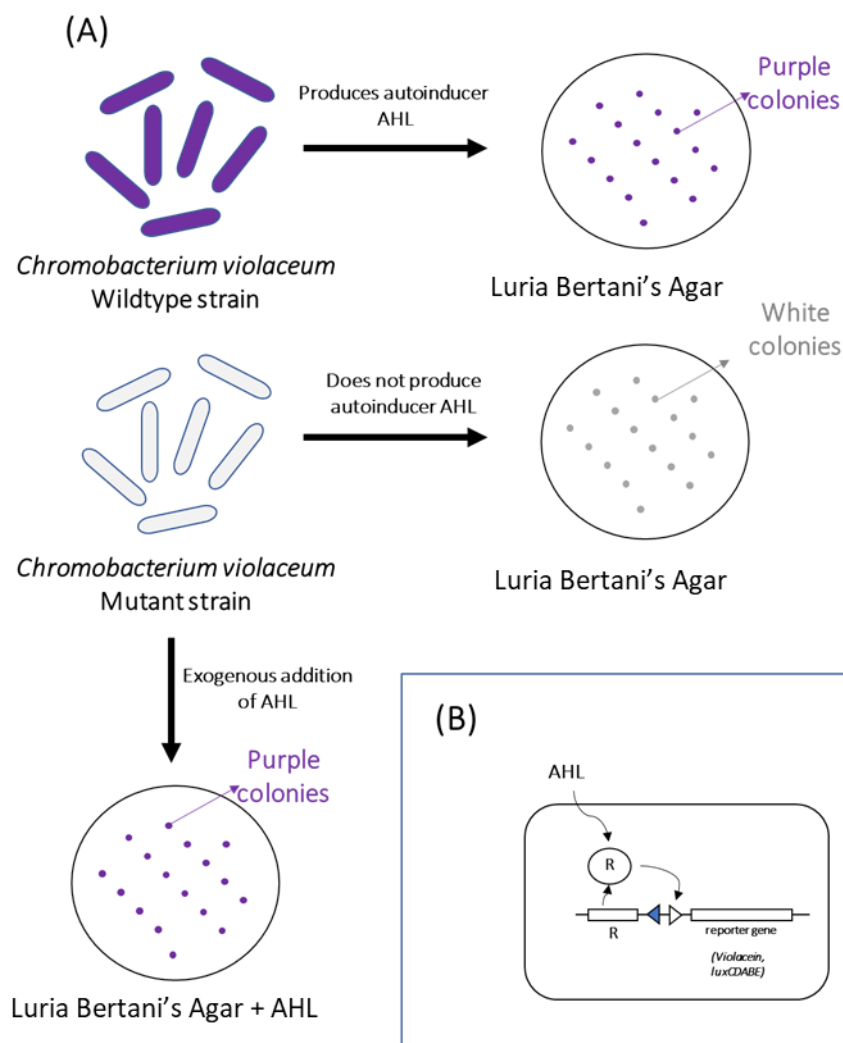 (A)
Produces autoinducer
AHL
Purple
colonies
Chromobacterium violaceum
Wildtype strain
Luria Bertani's Agar
White
colonies
Does not produce
autoinducer AHL
Chromobacterium violaceum
Mutant strain
Luria Bertani's Agar
Exogenous addition
of AHL
Purple
colonies
Luria Bertani's Agar + AHL
(B)
AHL
R
R
reporter gene
(Violacein,
luxCDABE)